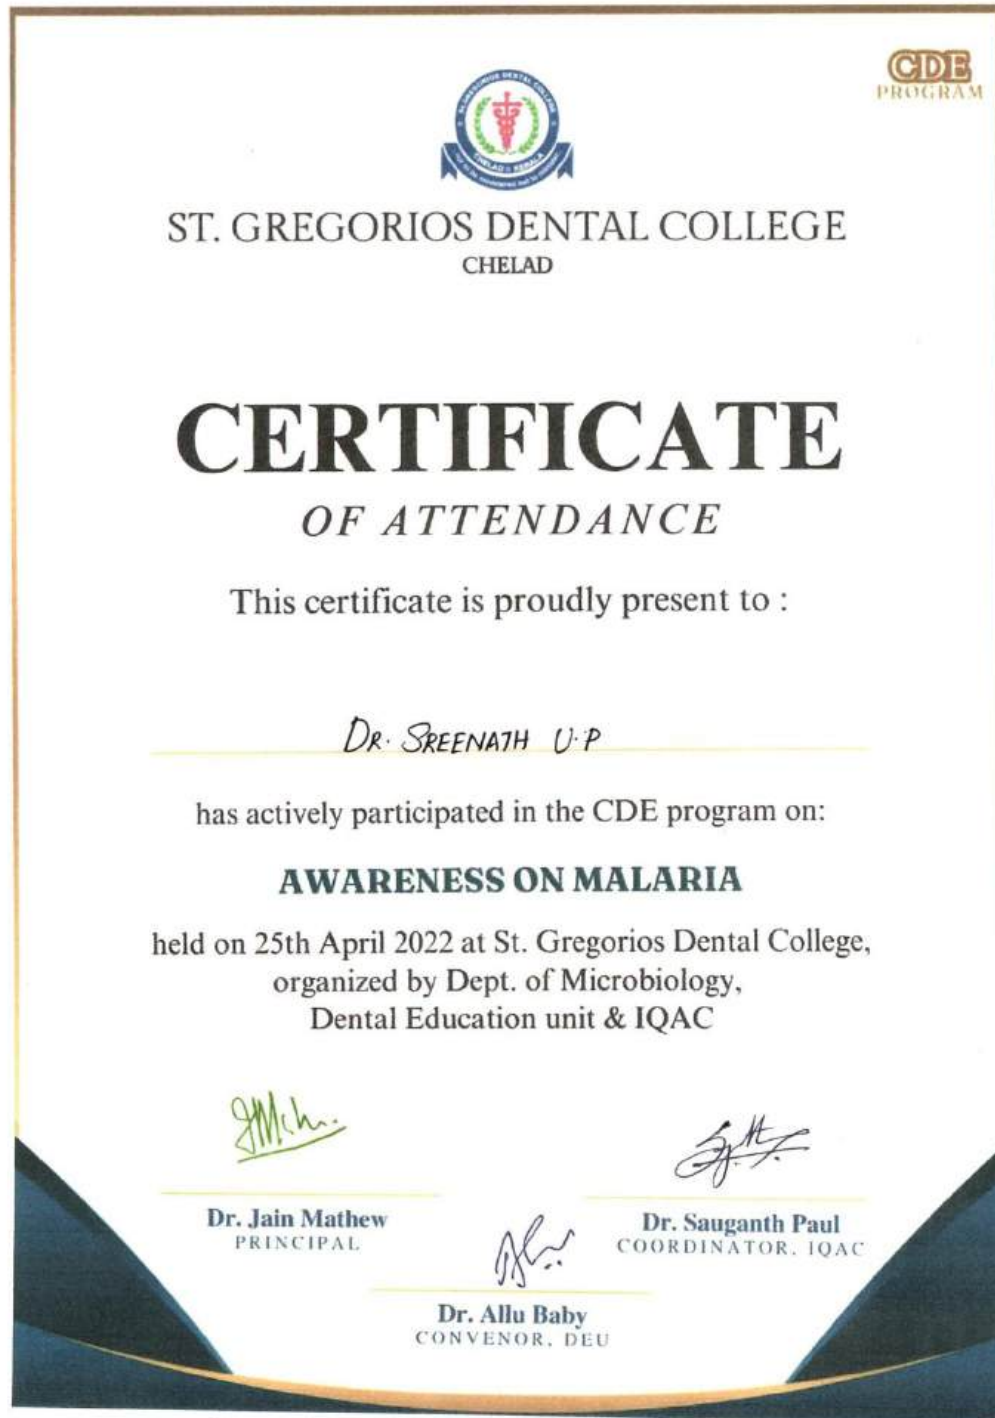 CDE
PROGRAM
ST. GREGORIOS DENTAL COLLEGE
CHELAD
CERTIFICATE
OF ATTENDANCE
This certificate is proudly present to :
DR. SREENATH U.P
has actively participated in the CDE program on:
AWARENESS ON MALARIA
held on 25th April 2022 at St. Gregorios Dental College,
organized by Dept. of Microbiology,
Dental Education unit & IQAC
Dr. Jain Mathew
PRINCIPAL
Dr. Sauganth Paul
COORDINATOR, IQAC
Dr. Allu Baby
CONVENOR, DEU